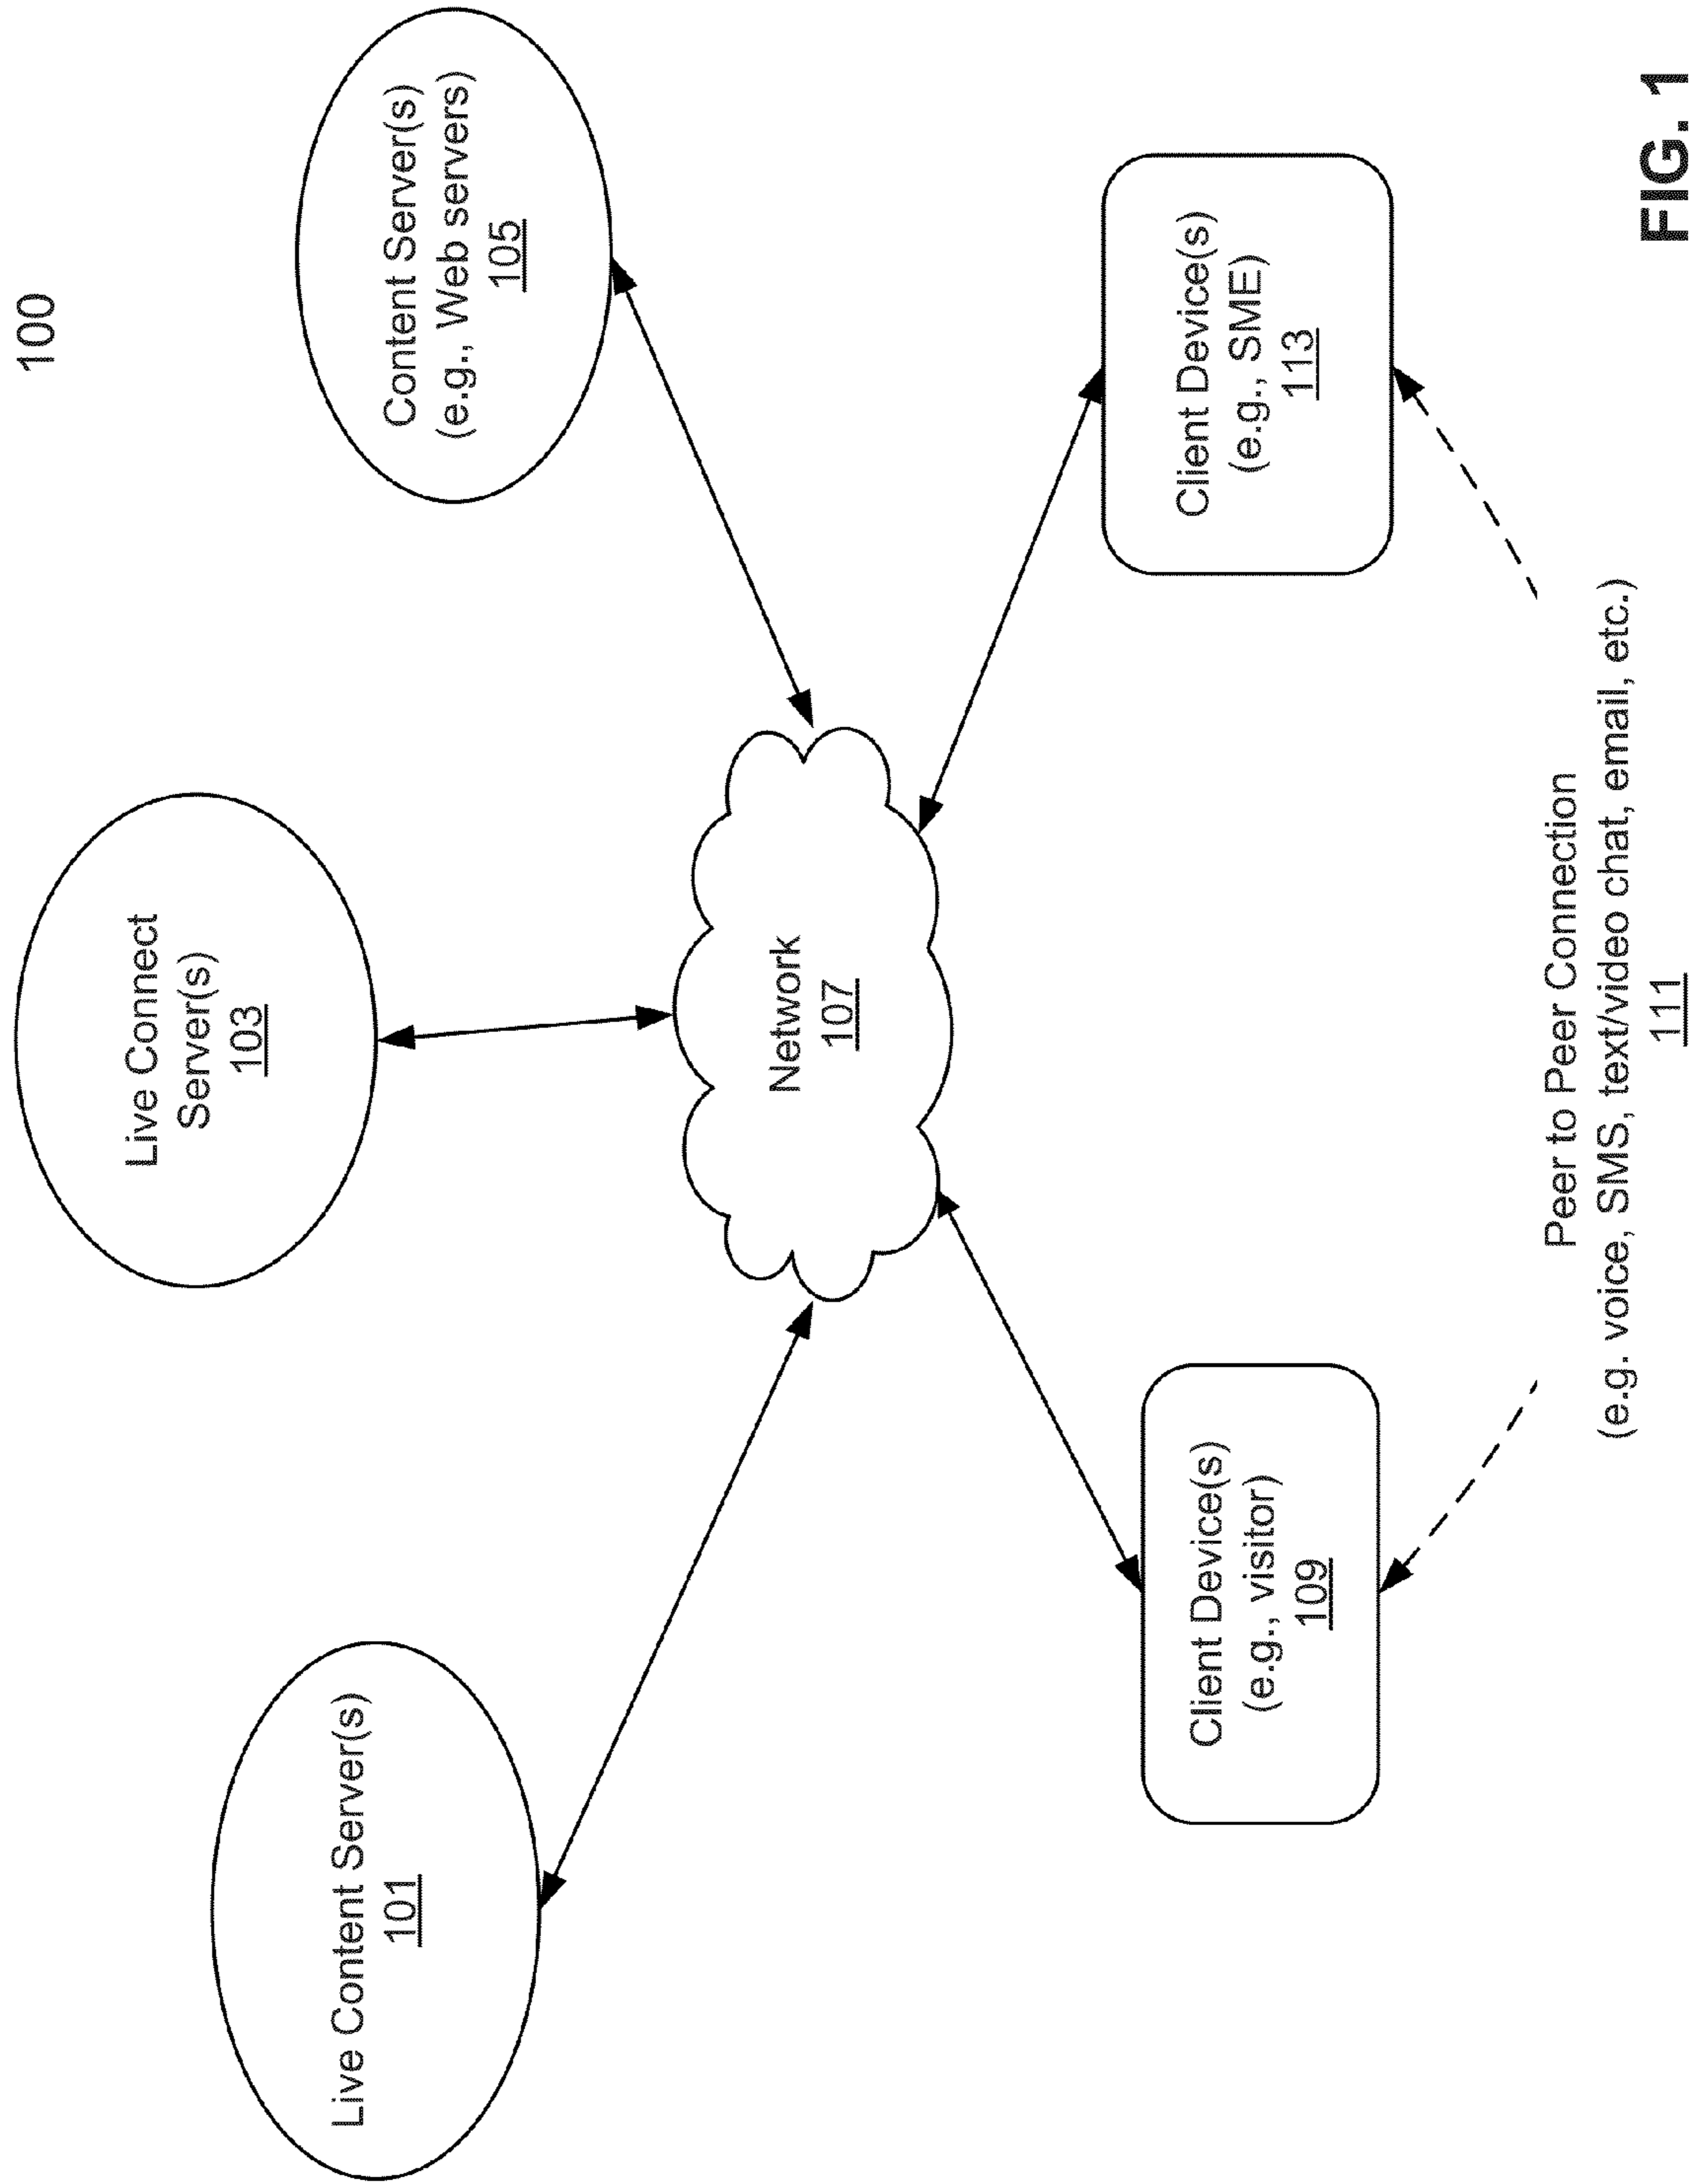 100
Live Connect
Server(s)
103
Content Server(s)
(e.g., Web servers)
105
Live Content Server(s)
101
Network
107
Client Device(s)
(e.g., visitor)
109
Client Device(s)
(e.g., SME)
113
Peer to Peer Connection
(e.g. voice, SMS, text/video chat, email, etc.)
111
FIG. 1